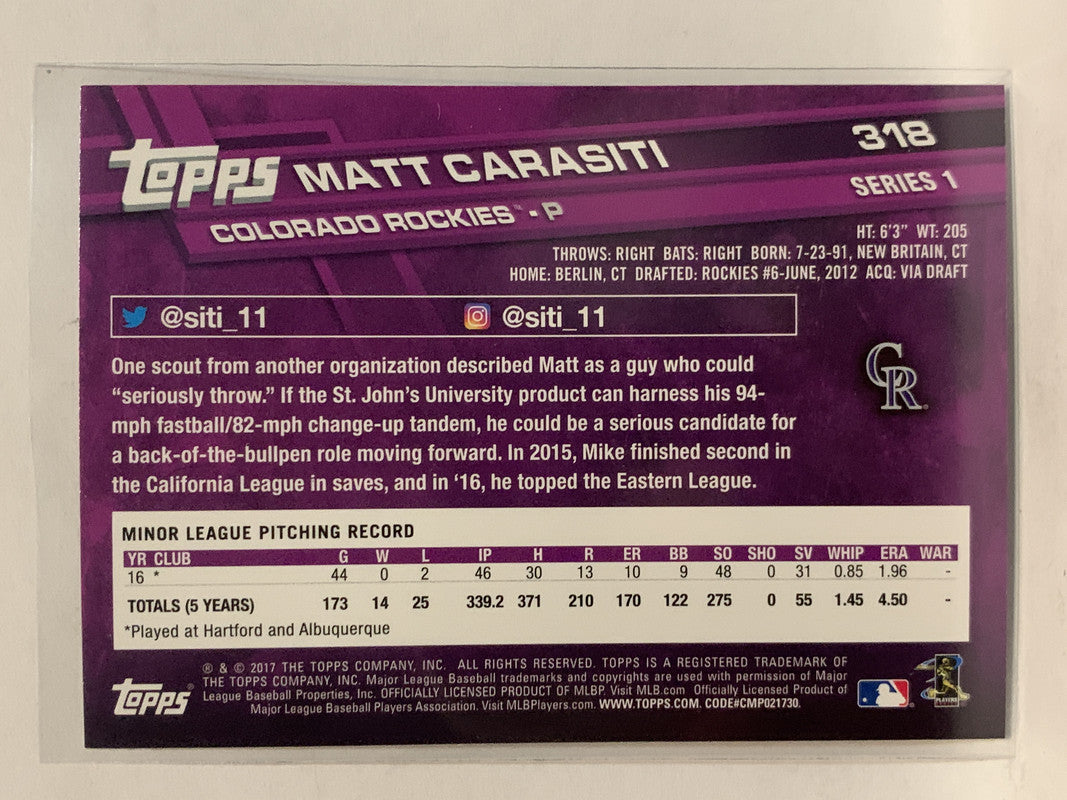 TOPPS MATT CARASITI 318
COLORADO ROCKIES™ - P SERIES 1
HT: 6'3" WT: 205
THROWS: RIGHT BATS: RIGHT BORN: 7-23-91, NEW BRITAIN, CT
HOME: BERLIN, CT DRAFTED: ROCKIES #6-JUNE, 2012 ACQ: VIA DRAFT
@siti_11 @siti_11
One scout from another organization described Matt as a guy who could
“seriously throw.” If the St. John’s University product can harness his 94-
mph fastball/82-mph change-up tandem, he could be a serious candidate for
a back-of-the-bullpen role moving forward. In 2015, Mike finished second in
the California League in saves, and in ‘16, he topped the Eastern League.
CR
MINOR LEAGUE PITCHING RECORD
YR CLUB G W L IP H R ER BB SO SHO SV WHIP ERA WAR
16 * 44 0 2 46 30 13 10 9 48 0 31 0.85 1.96 -
TOTALS (5 YEARS) 173 14 25 339.2 371 210 170 122 275 0 55 1.45 4.50 -
*Played at Hartford and Albuquerque
TOPPS®
® & © 2017 THE TOPPS COMPANY, INC. ALL RIGHTS RESERVED. TOPPS IS A REGISTERED TRADEMARK OF
THE TOPPS COMPANY, INC. Major League Baseball trademarks and copyrights are used with permission of Major
League Baseball Properties, Inc. OFFICIALLY LICENSED PRODUCT OF MLBP. Visit MLB.com Officially Licensed Product of
Major League Baseball Players Association. Visit MLBPlayers.com. WWW.TOPPS.COM. CODE#CMP021730.
PLAYERS